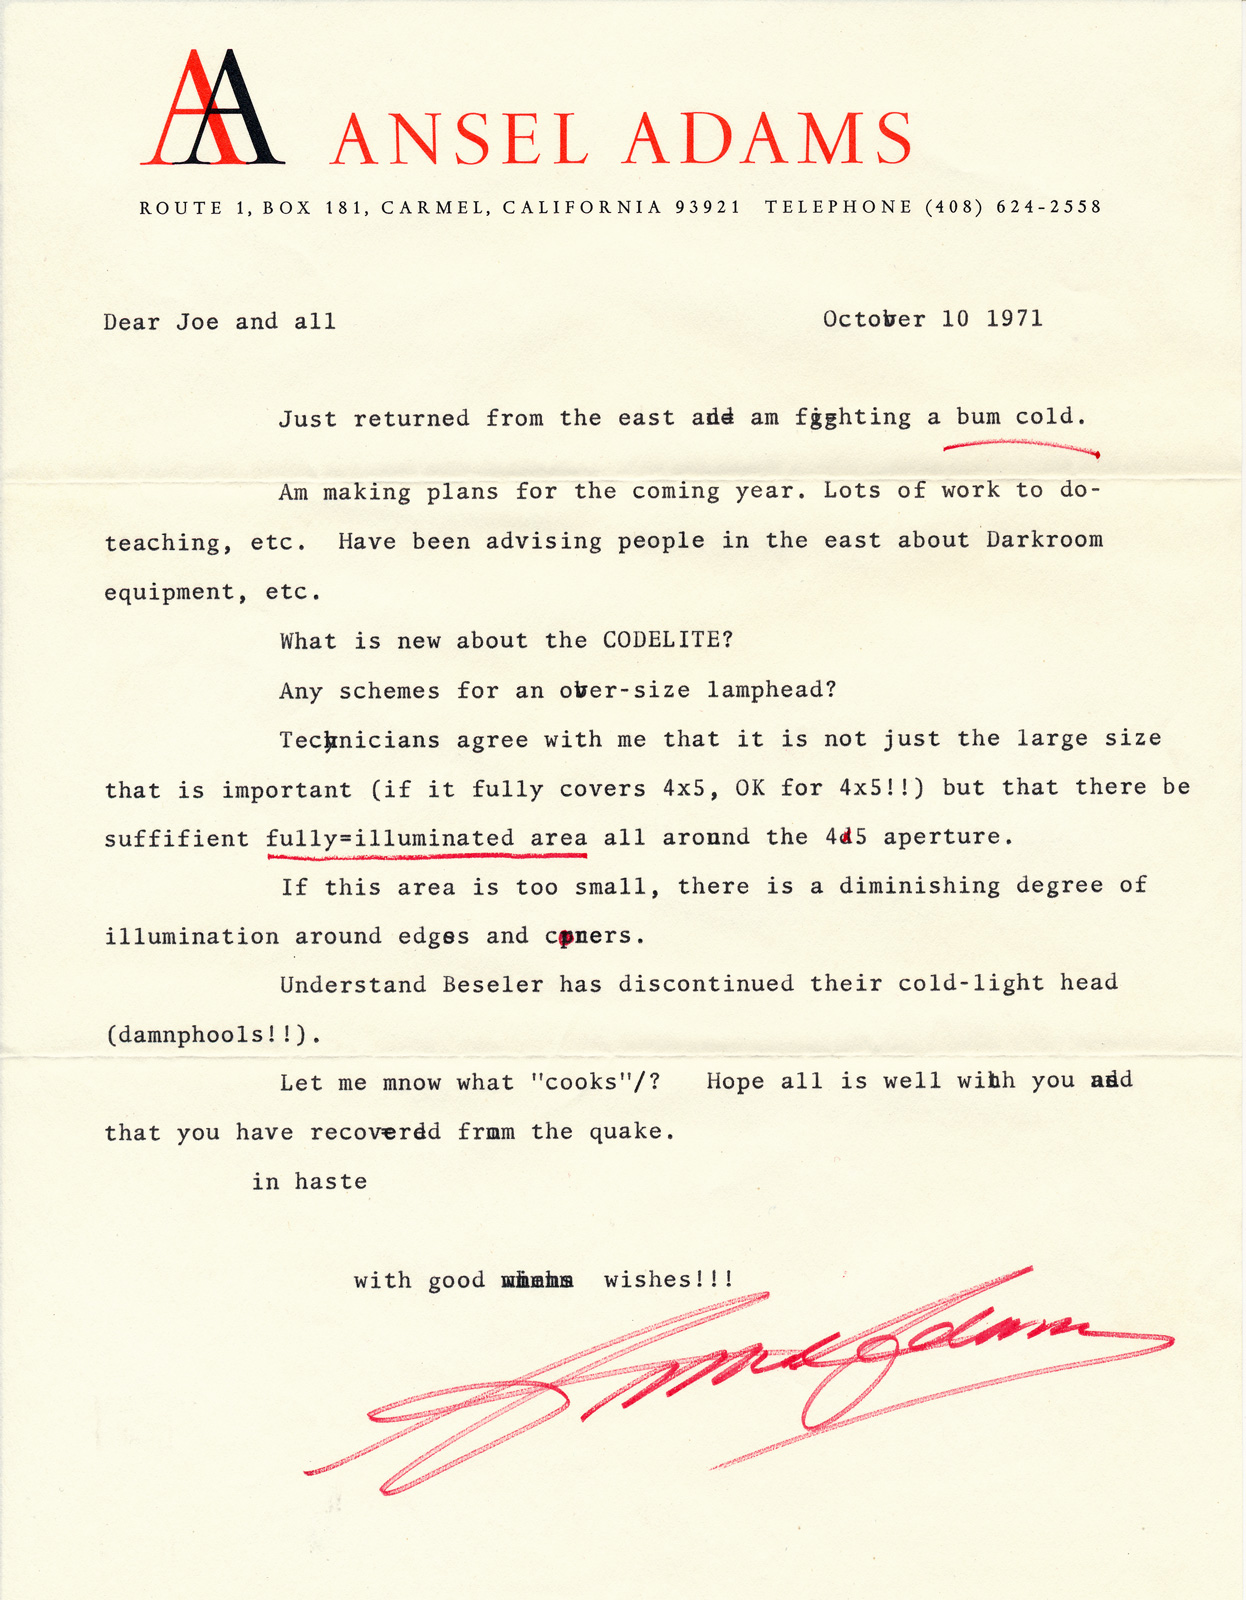 AA ANSEL ADAMS
ROUTE 1, BOX 181, CARMEL, CALIFORNIA 93921 TELEPHONE (408) 624-2558
Dear Joe and all October 10 1971
Just returned from the east and am fighting a bum cold.
Am making plans for the coming year. Lots of work to do-
teaching, etc. Have been advising people in the east about Darkroom
equipment, etc.
What is new about the CODELITE?
Any schemes for an over-size lamphead?
Technicians agree with me that it is not just the large size
that is important (if it fully covers 4x5, OK for 4x5!!) but that there be
suffifient fully=illuminated area all around the 4x5 aperture.
If this area is too small, there is a diminishing degree of
illumination around edges and corners.
Understand Beseler has discontinued their cold-light head
(damnphools!!).
Let me mnow what "cooks"/? Hope all is well with you and
that you have recovered from the quake.
in haste
with good wishes!!!
Ansel Adams